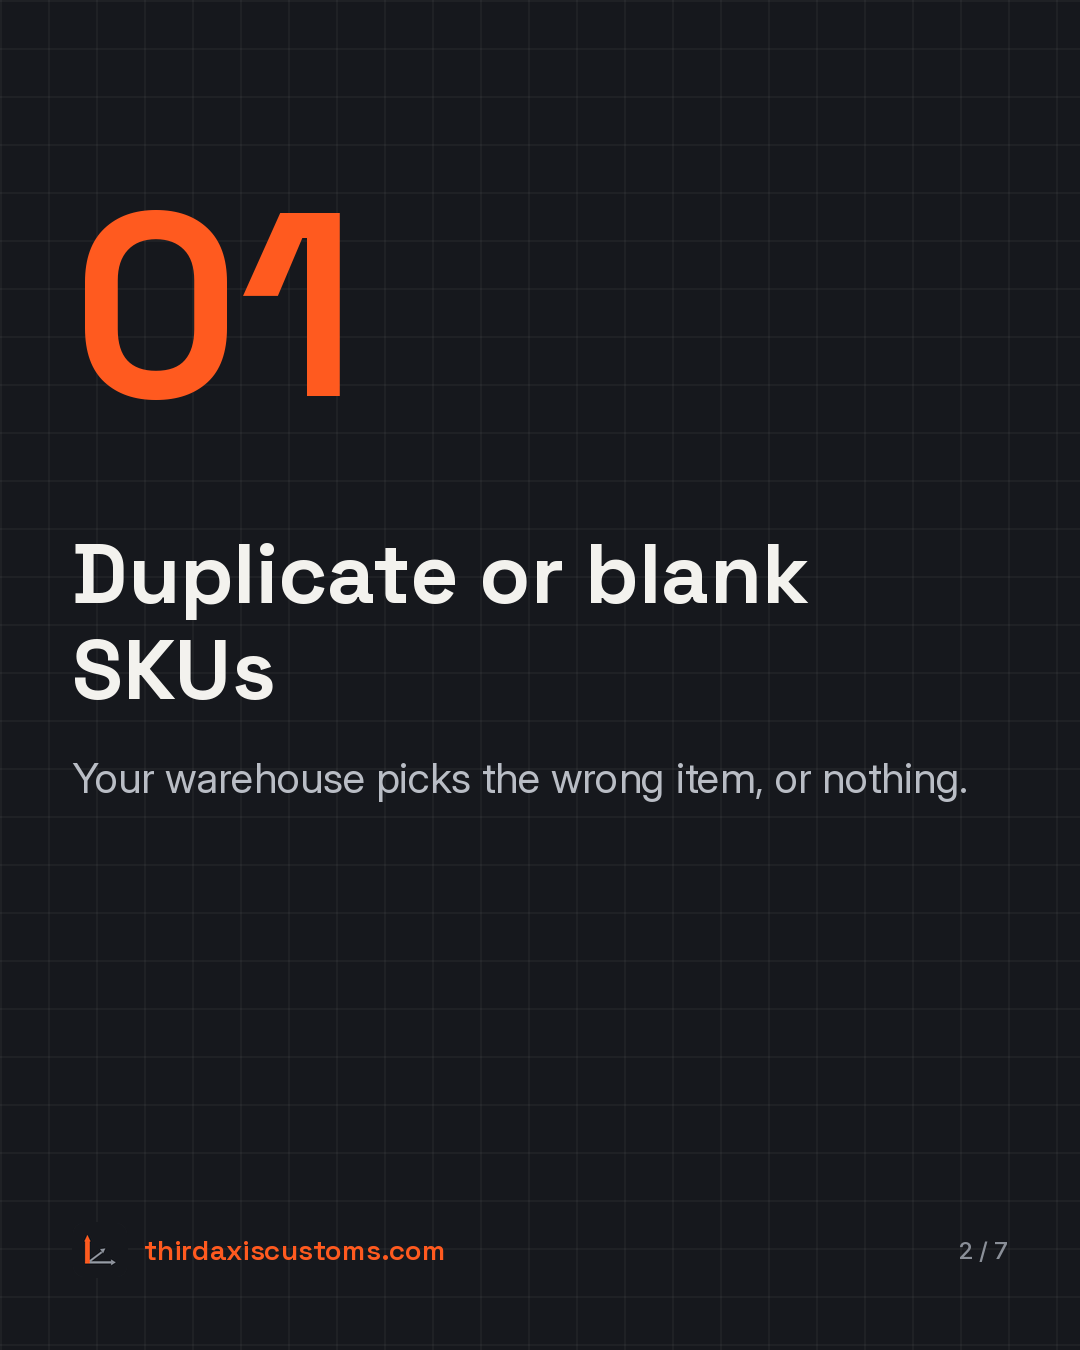 01
Duplicate or blank
SKUs
Your warehouse picks the wrong item, or nothing.
thirdaxiscustoms.com
2 / 7